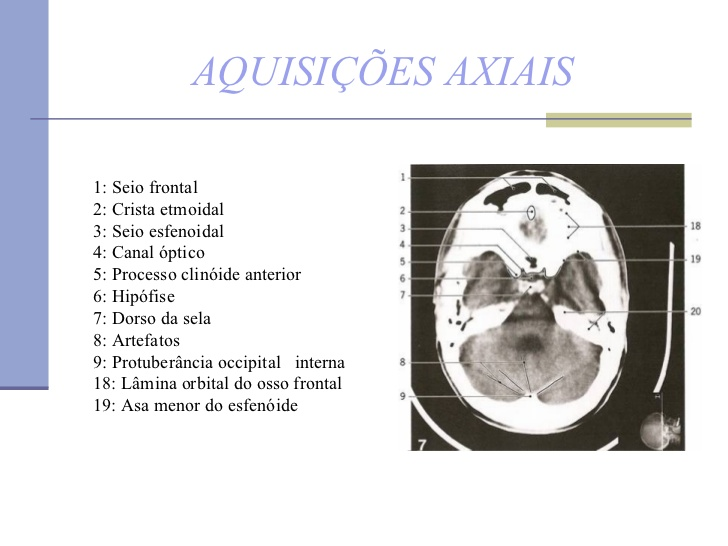 AQUISIÇÕES AXIAIS
1: Seio frontal
2: Crista etmoidal
3: Seio esfenoidal
4: Canal óptico
5: Processo clinóide anterior
6: Hipófise
7: Dorso da sela
8: Artefatos
9: Protuberância occipital interna
18: Lâmina orbital do osso frontal
19: Asa menor do esfenóide
1
2
3
4
5
6
7
8
9
18
19
20
7